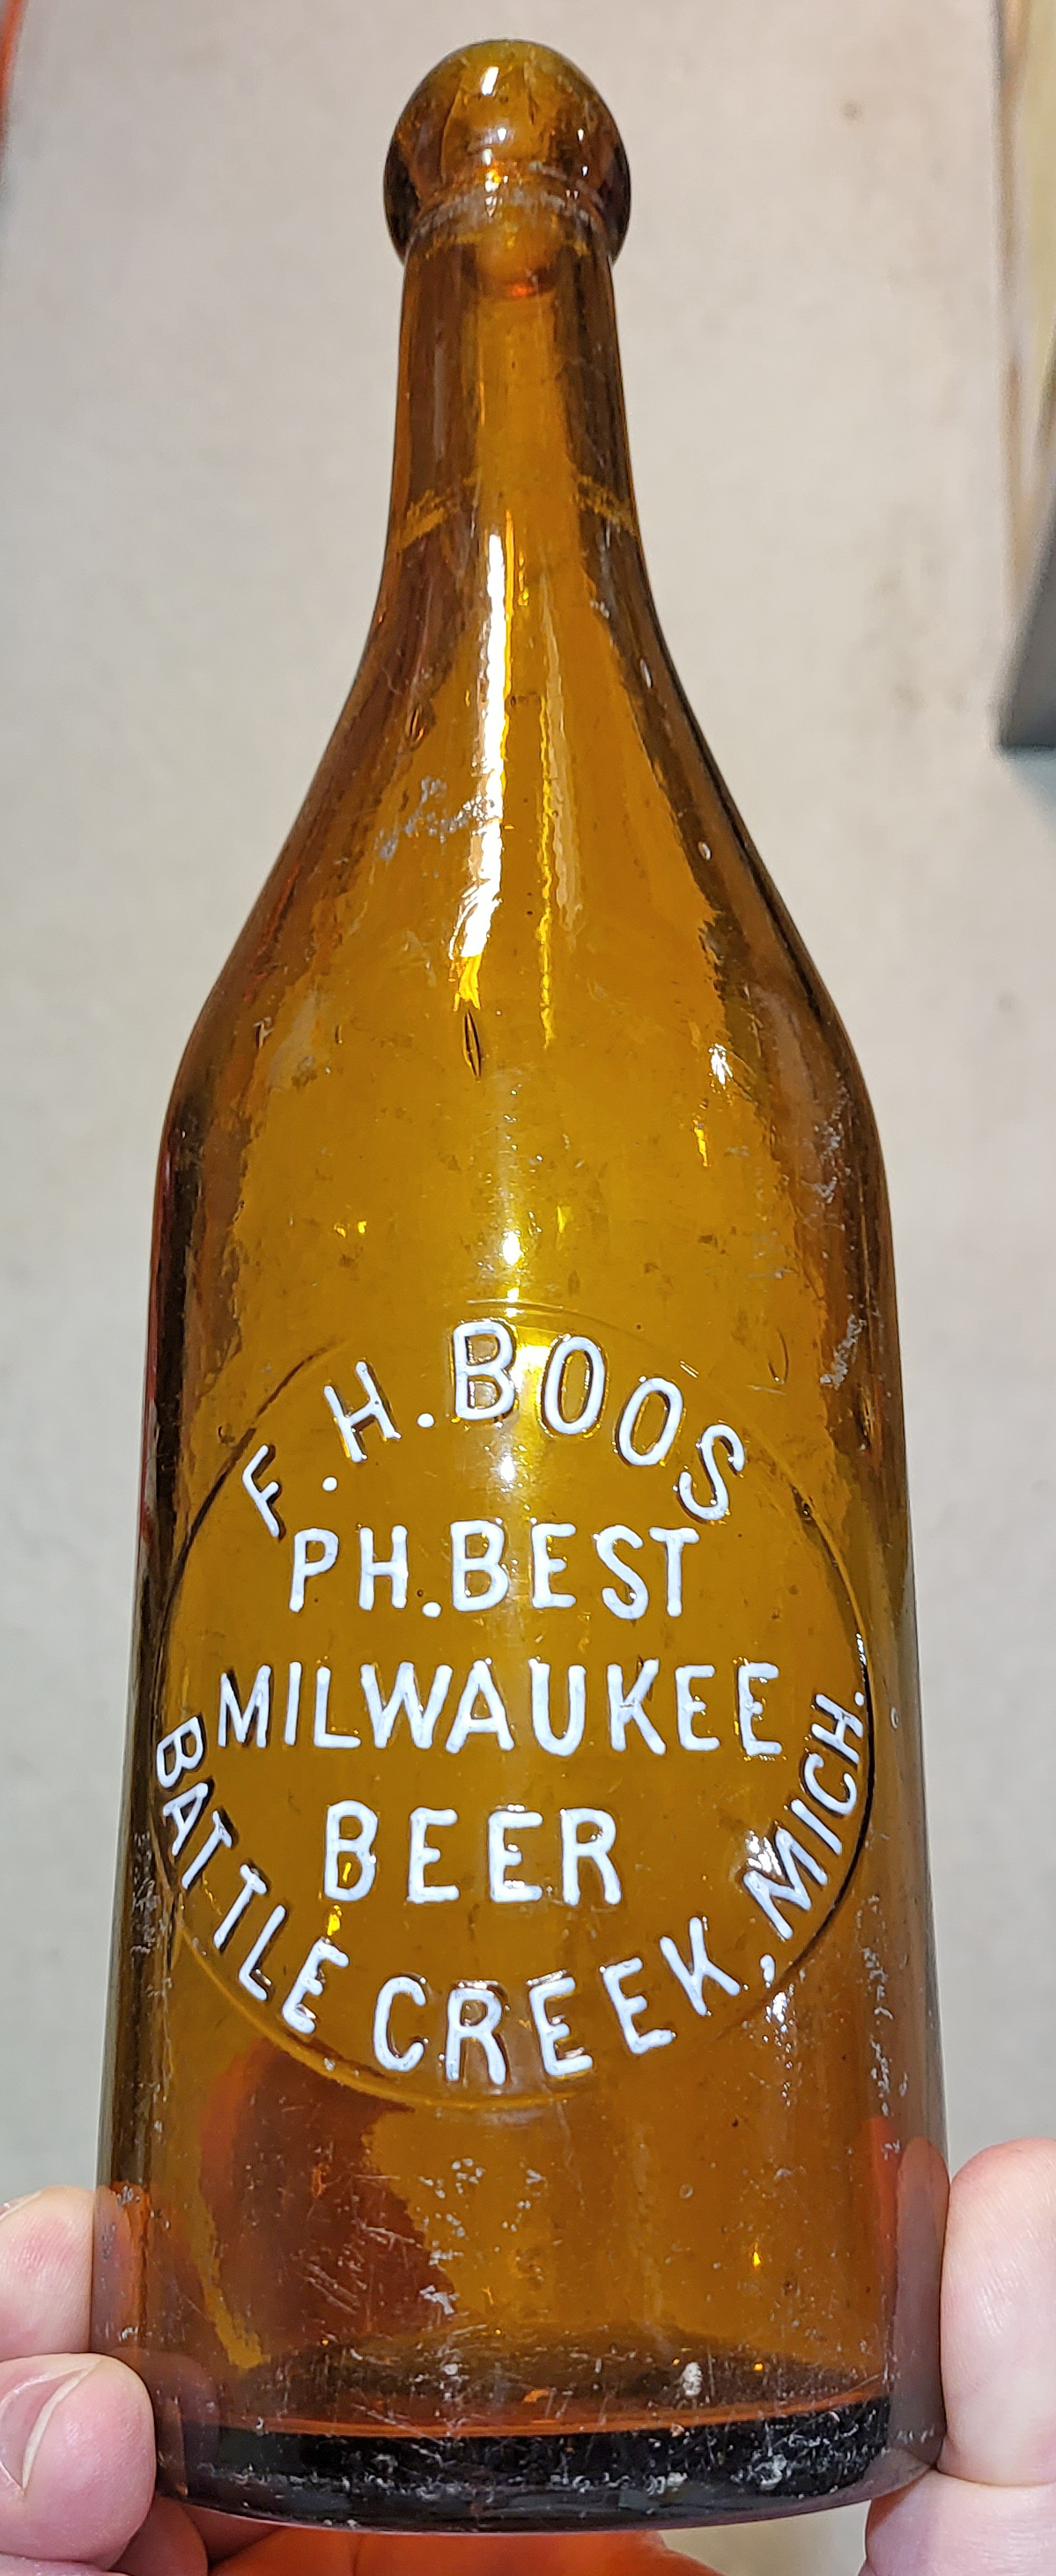 F.H.BOOS
PH.BEST
MILWAUKEE
BEER
BATTLE CREEK, MICH.